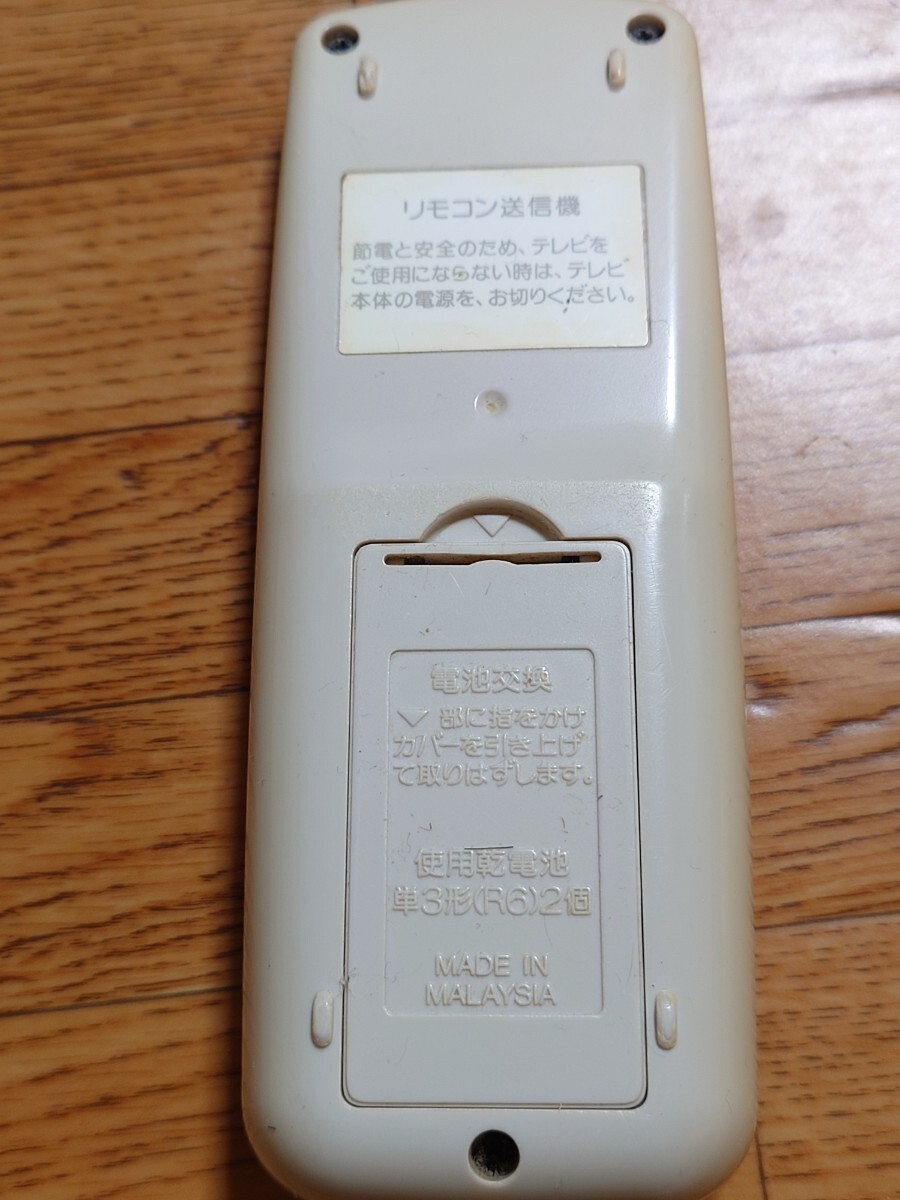 リモコン送信機
節電と安全のため、テレビを
ご使用にならない時は、テレビ
本体の電源を、お切りください。
電池交換
▽ 部に指をかけ
カバーを引き上げ
て取りはずします。
使用乾電池
単3形(R6)2個
MADE IN
MALAYSIA